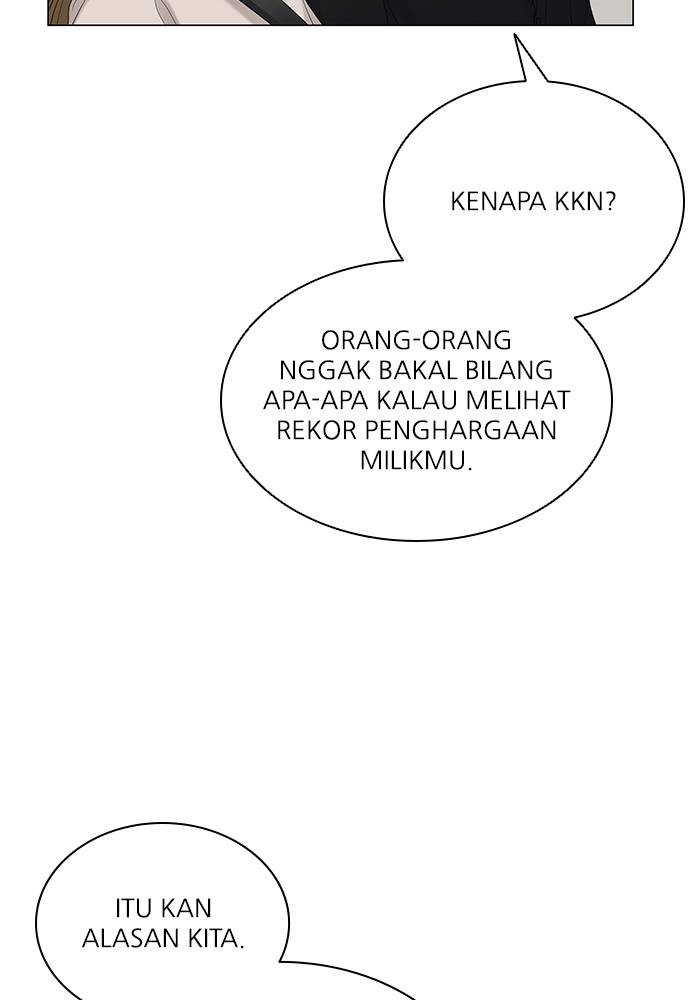 KENAPA KKN?
ORANG-ORANG
NGGAK BAKAL BILANG
APA-APA KALAU MELIHAT
REKOR PENGHARGAAN
MILIKMU.
ITU KAN
ALASAN KITA.